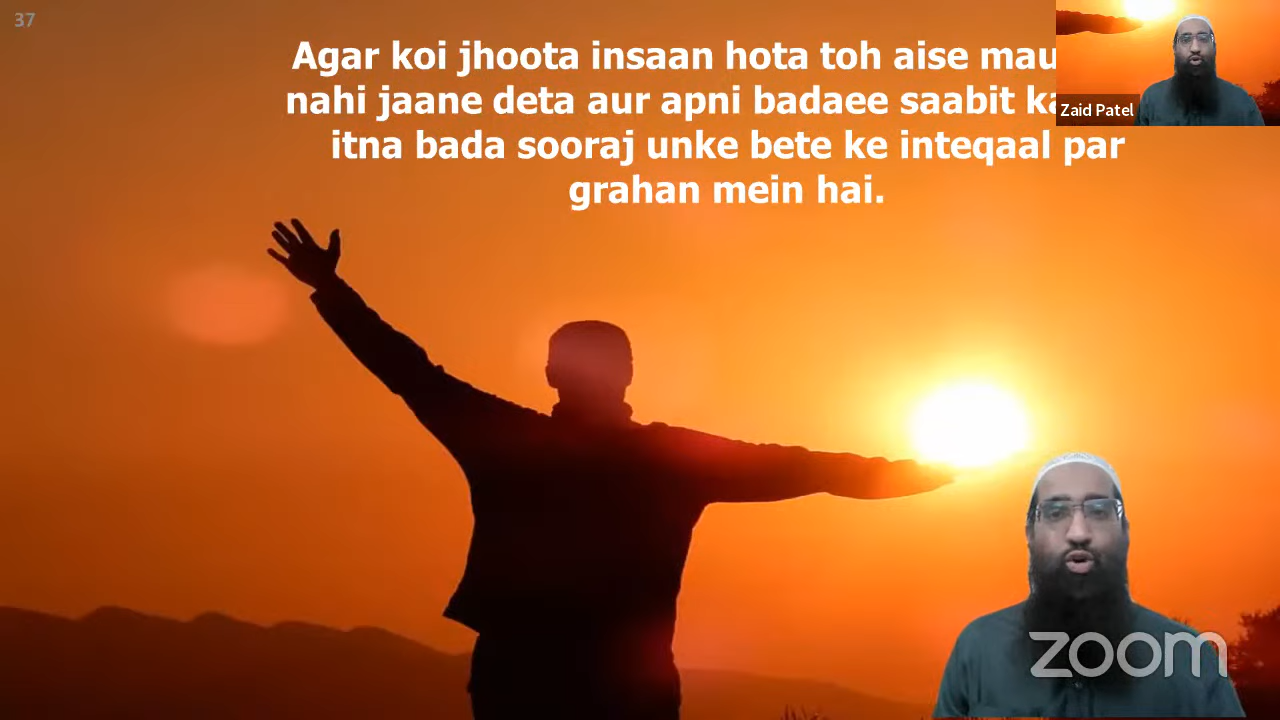 37
Agar koi jhoota insaan hota toh aise
nahi jaane deta aur apni badaee saabit
itna bada sooraj unke bete ke inteqaal par
grahan mein hai.
Zaid Patel
zoom